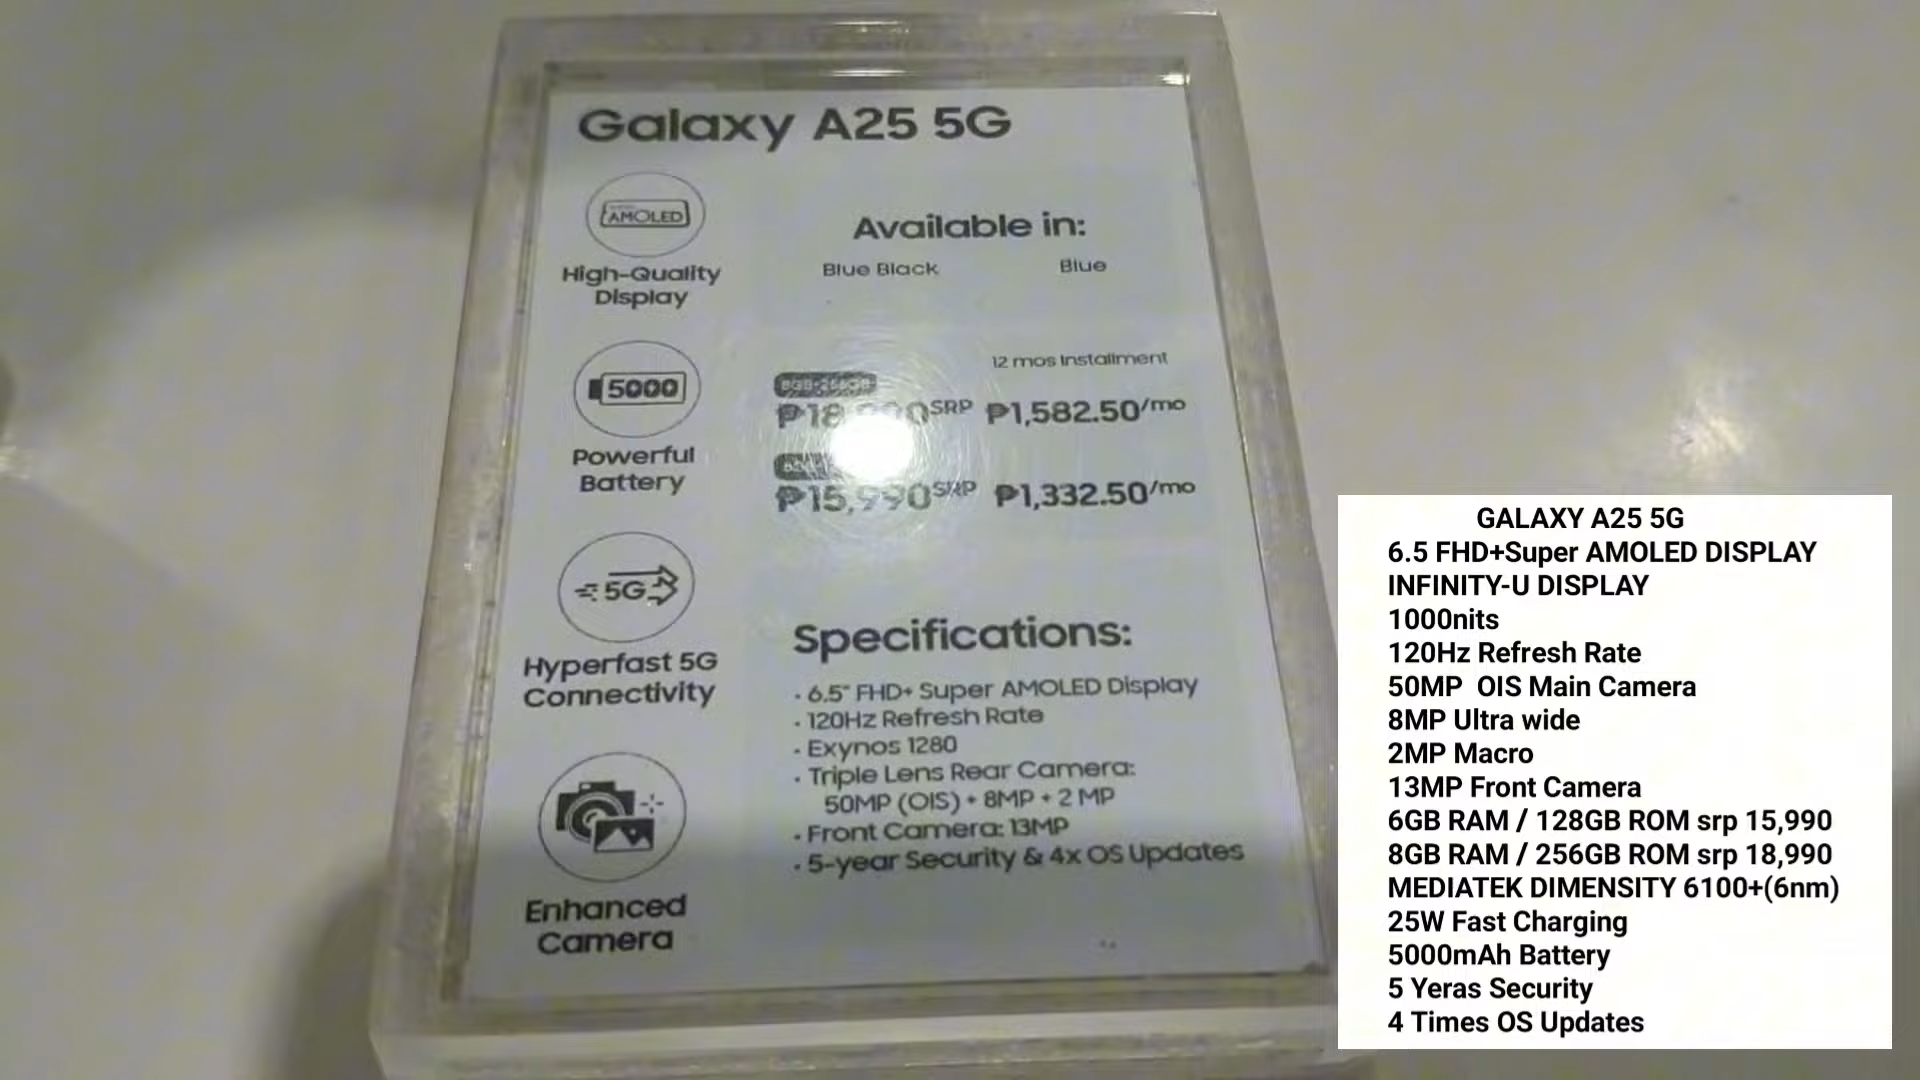 Galaxy A25 5G
AMOLED
High-Quality
Display
5000
Powerful
Battery
5G
Hyperfast 5G
Connectivity
Enhanced
Camera
Available in:
Blue Black Blue
12 mos Installment
8GB+256GB
SRP ₱1,582.50/mo
₱15,990 SRP ₱1,332.50/mo
Specifications:
• 6.5" FHD+ Super AMOLED Display
• 120Hz Refresh Rate
• Exynos 1280
• Triple Lens Rear Camera:
50MP (OIS) + 8MP + 2 MP
• Front Camera: 13MP
• 5-year Security & 4x OS Updates
GALAXY A25 5G
6.5 FHD+Super AMOLED DISPLAY
INFINITY-U DISPLAY
1000nits
120Hz Refresh Rate
50MP OIS Main Camera
8MP Ultra wide
2MP Macro
13MP Front Camera
6GB RAM / 128GB ROM srp 15,990
8GB RAM / 256GB ROM srp 18,990
MEDIATEK DIMENSITY 6100+(6nm)
25W Fast Charging
5000mAh Battery
5 Yeras Security
4 Times OS Updates